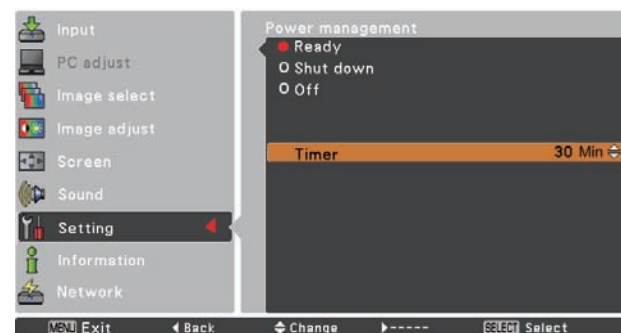 Input
PC adjust
Image select
Image adjust
Screen
Sound
Setting
Information
Network
Power management
Ready
Shut down
Off
Timer 30 Min
MENU Exit Back Change ----- SELECT Select